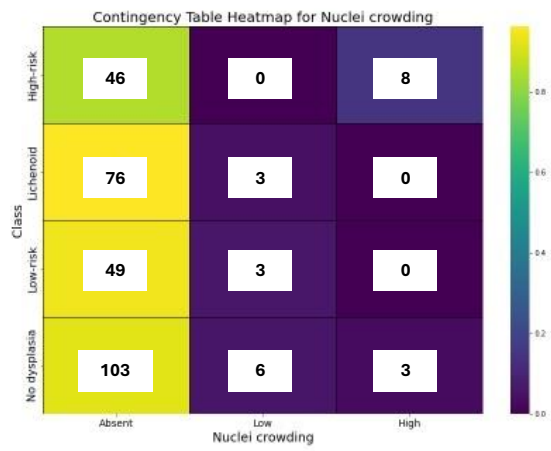 Contingency Table Heatmap for Nuclei crowding
High-risk
46
0
8
Lichenoid
76
3
0
Low-risk
49
3
0
No dysplasia
103
6
3
Class
Absent
Low
High
Nuclei crowding
0.8
0.6
0.4
0.2
0.0